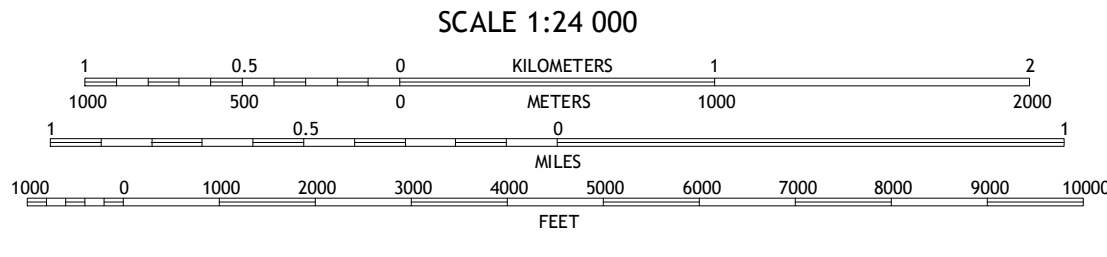 SCALE 1:24 000
1 0.5 0 KILOMETERS 1 2
1000 500 0 METERS 1000 2000
1 0.5 0 1
MILES
1000 0 1000 2000 3000 4000 5000 6000 7000 8000 9000 10000
FEET